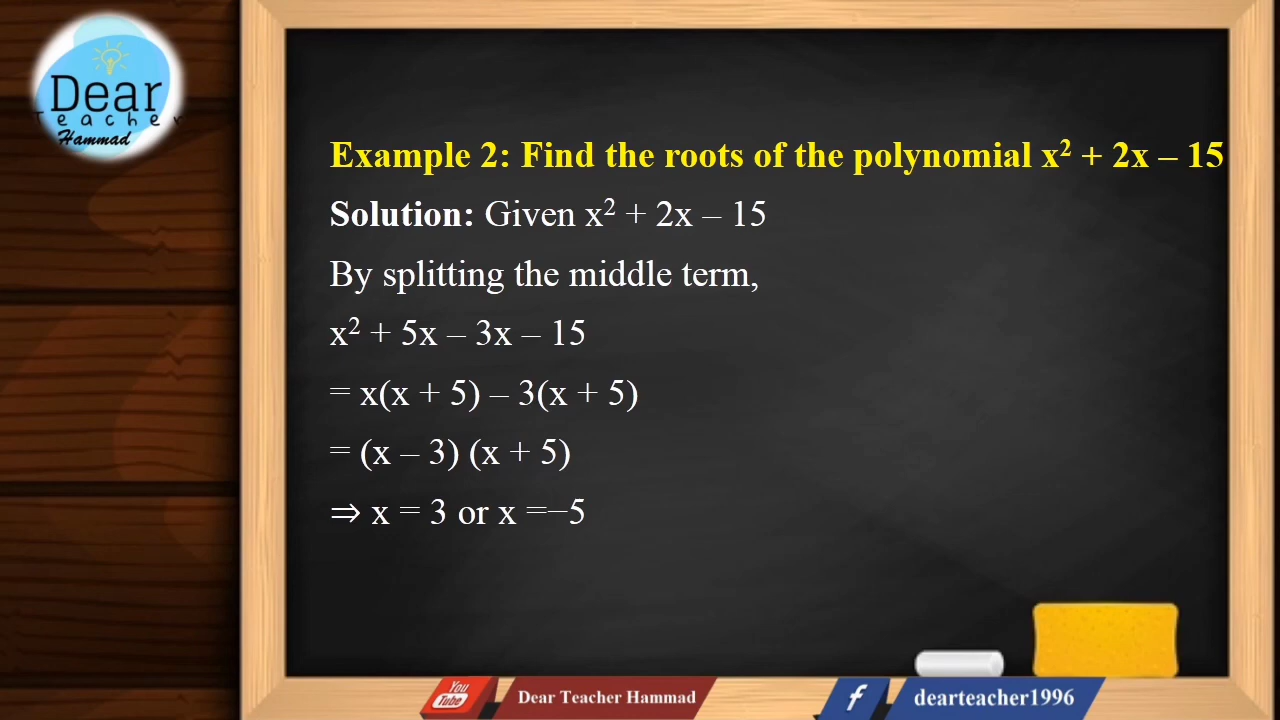 Dear
Teacher
Hammad
Example 2: Find the roots of the polynomial x² + 2x – 15
Solution: Given x² + 2x – 15
By splitting the middle term,
x² + 5x – 3x – 15
= x(x + 5) – 3(x + 5)
= (x – 3) (x + 5)
⇒ x = 3 or x =−5
You
Tube
Dear Teacher Hammad
f
dearteacher1996